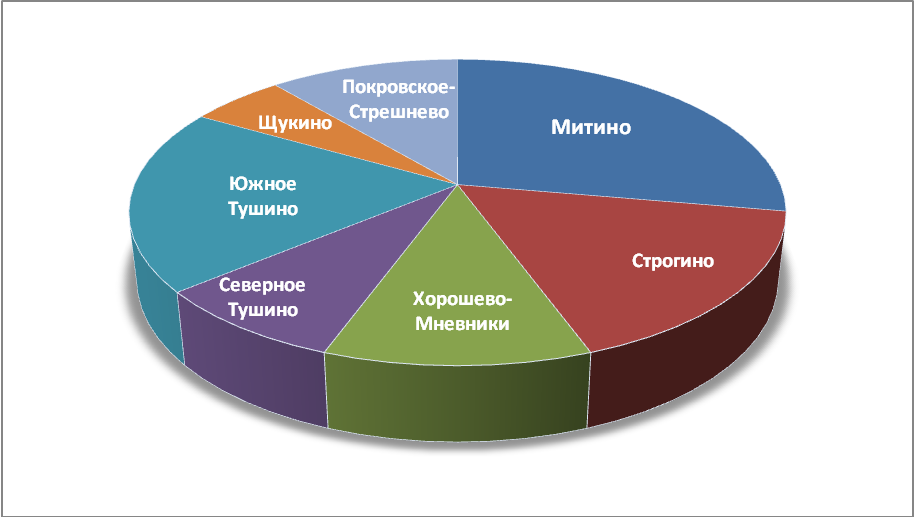 Покровское-
Стрешнево
Митино
Щукино
Южное
Тушино
Строгино
Северное
Тушино
Хорошево-
Мневники